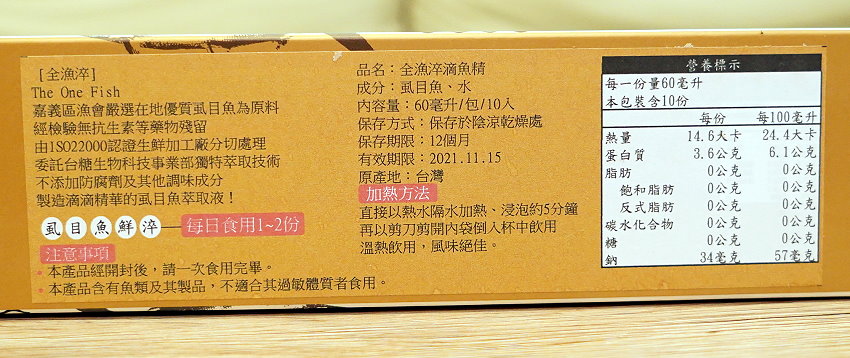 ［全漁淬］
The One Fish
嘉義區漁會嚴選在地優質虱目魚為原料
經檢驗無抗生素等藥物殘留
由ISO22000認證生鮮加工廠分切處理
委託台糖生物科技事業部獨特萃取技術
不添加防腐劑及其他調味成分
製造滴滴精華的虱目魚萃取液！
虱目魚鮮淬 每日食用1~2份
注意事項
•本產品經開封後，請一次食用完畢。
•本產品含有魚類及其製品，不適合其過敏體質者食用。
品名：全漁淬滴魚精
成分：虱目魚、水
內容量：60毫升/包/10入
保存方式：保存於陰涼乾燥處
保存期限：12個月
有效期限：2021.11.15
原產地：台灣
加熱方法
直接以熱水隔水加熱、浸泡約5分鐘
再以剪刀剪開內袋倒入杯中飲用
溫熱飲用，風味絕佳。
營養標示
每一份量60毫升
本包裝含10份
每份 每100毫升
熱量 14.6大卡 24.4大卡
蛋白質 3.6公克 6.1公克
脂肪 0公克 0公克
飽和脂肪 0公克 0公克
反式脂肪 0公克 0公克
碳水化合物 0公克 0公克
糖 0公克 0公克
鈉 34毫克 57毫克